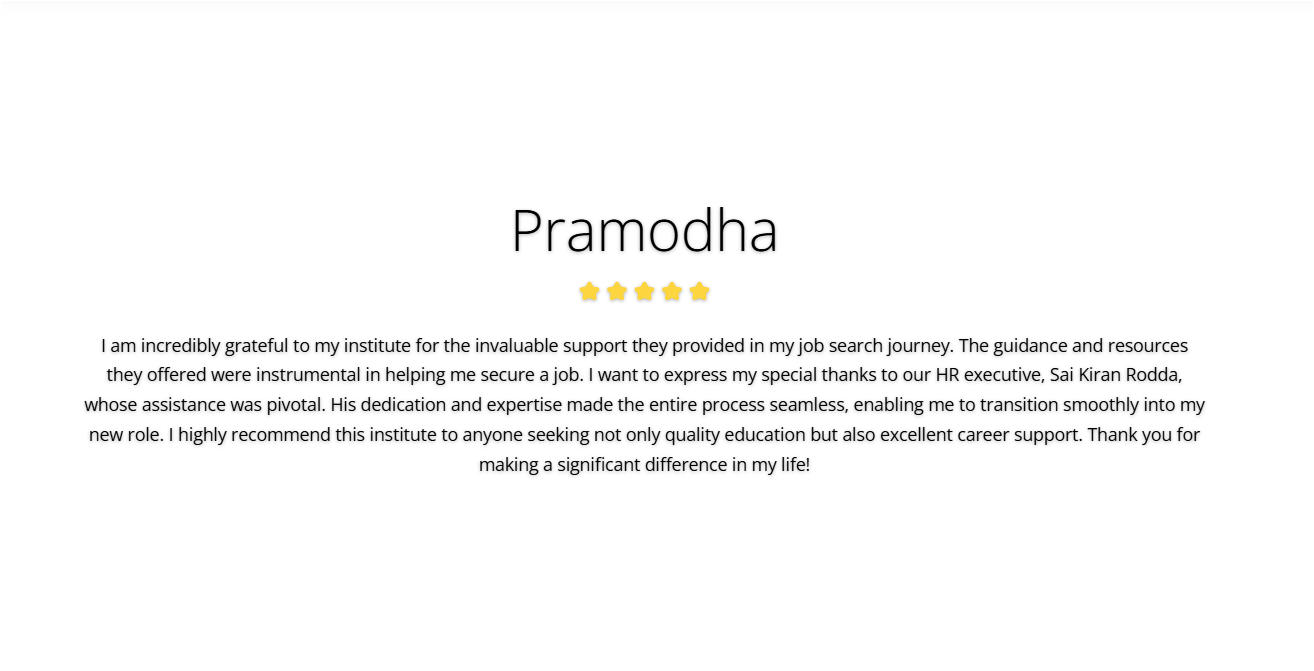 Pramodha
I am incredibly grateful to my institute for the invaluable support they provided in my job search journey. The guidance and resources
they offered were instrumental in helping me secure a job. I want to express my special thanks to our HR executive, Sai Kiran Rodda,
whose assistance was pivotal. His dedication and expertise made the entire process seamless, enabling me to transition smoothly into my
new role. I highly recommend this institute to anyone seeking not only quality education but also excellent career support. Thank you for
making a significant difference in my life!